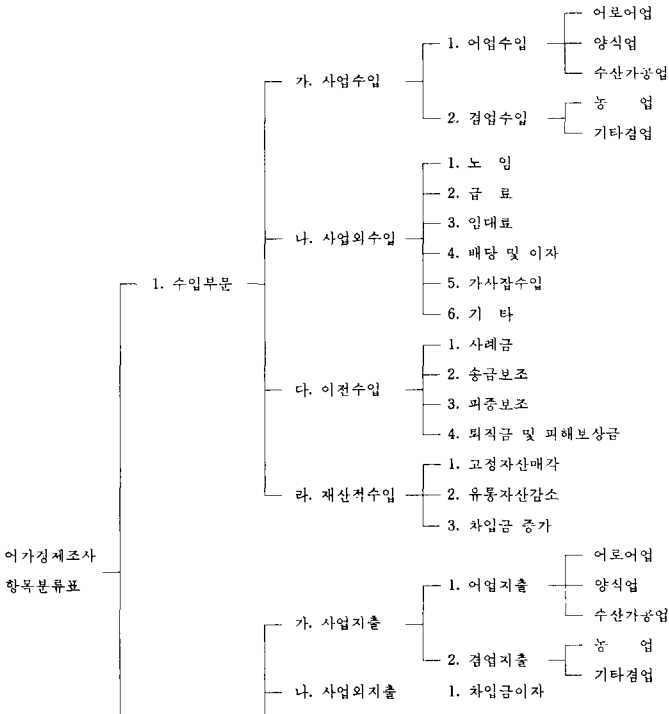 어로어업
1. 어업수입
양식업
수산가공업
가. 사업수입
농 업
2. 겸업수입
기타겸업
1. 노 임
2. 급 료
나. 사업외수입
3. 임대료
4. 배당 및 이자
1. 수입부문
5. 가사잡수입
6. 기 타
1. 사례금
2. 송금보조
다. 이전수입
3. 피증보조
4. 퇴직금 및 피해보상금
1. 고정자산매각
라. 재산적수입
2. 유통자산감소
3. 차입금 증가
어가경제조사
항목분류표
어로어업
1. 어업지출
양식업
수산가공업
가. 사업지출
농 업
2. 겸업지출
기타겸업
나. 사업외지출
1. 차입금이자